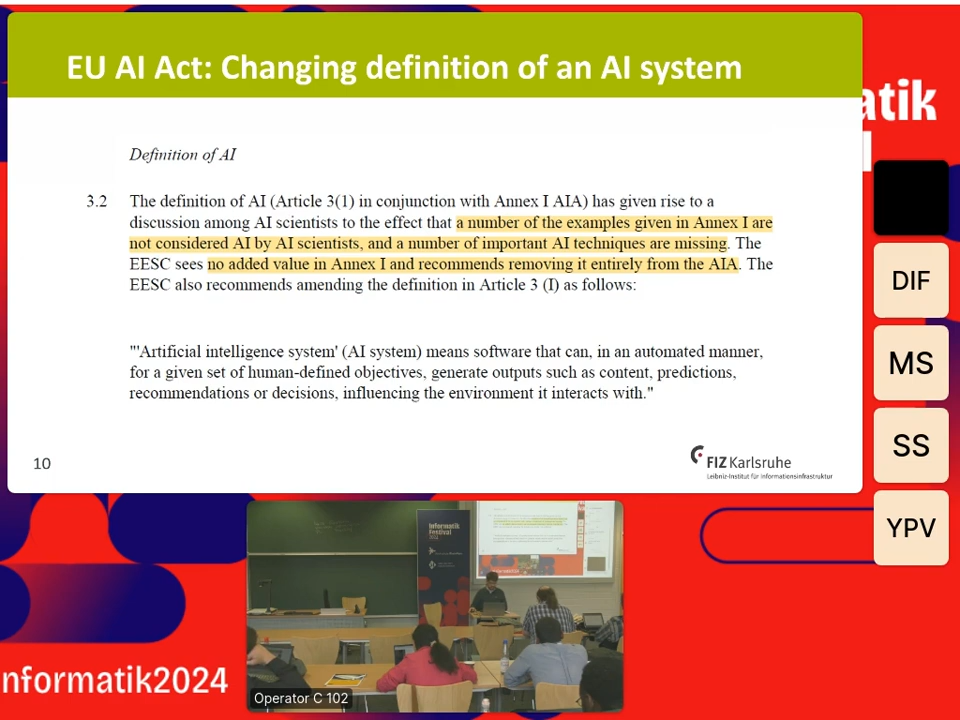 EU AI Act: Changing definition of an AI system
atik
Definition of AI
3.2 The definition of AI (Article 3(1) in conjunction with Annex I AIA) has given rise to a
discussion among AI scientists to the effect that a number of the examples given in Annex I are
not considered AI by AI scientists, and a number of important AI techniques are missing. The
EESC sees no added value in Annex I and recommends removing it entirely from the AIA. The
EESC also recommends amending the definition in Article 3 (I) as follows:
"'Artificial intelligence system' (AI system) means software that can, in an automated manner,
for a given set of human-defined objectives, generate outputs such as content, predictions,
recommendations or decisions, influencing the environment it interacts with."
10
FIZ Karlsruhe
Leibniz-Institut für Informationsinfrastruktur
DIF
MS
SS
YPV
informatik
festival
2024
nformatik2024
Operator C 102